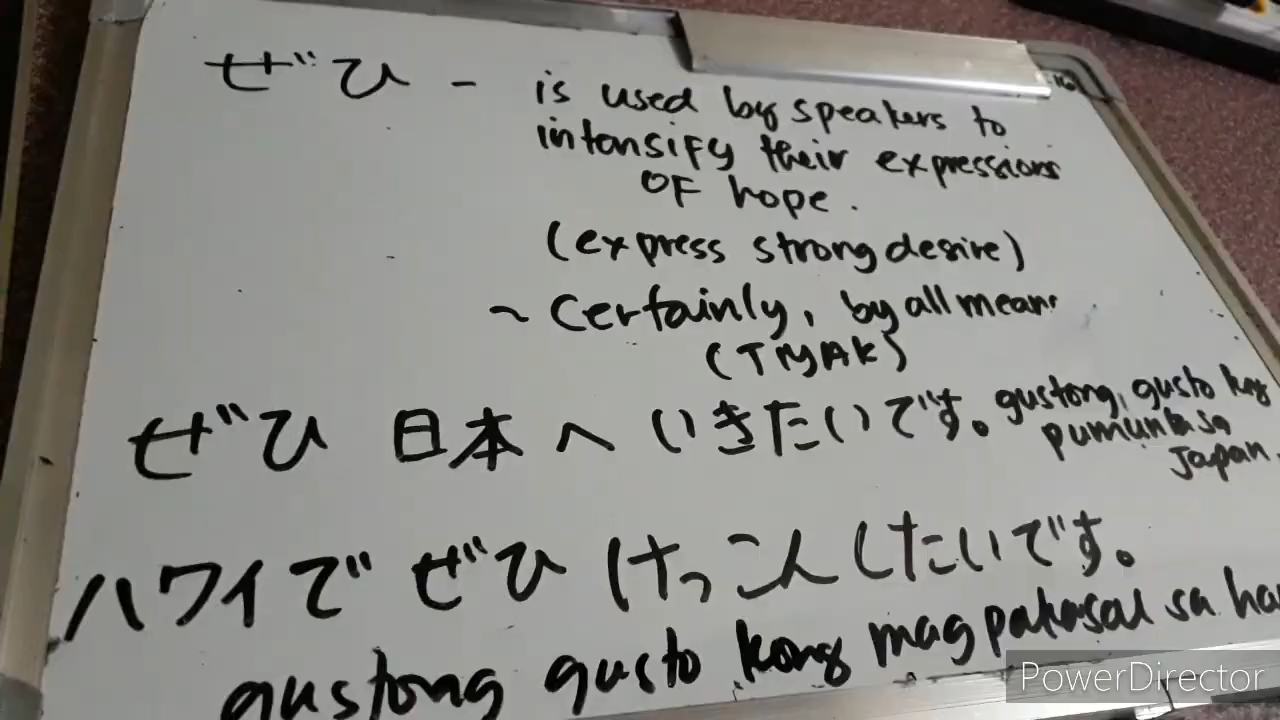 ぜひ - is used by speakers to
intensify their expressions
OF hope.
(express strong desire)
~ Certainly, by all means
(TIYAK)
ぜひ 日本へ いきたいです。 gustong, gusto kong
pumunta sa
Japan.
ハワイで ぜひ けっこんしたいです。
gustong gusto kong magpakasal sa
PowerDirector